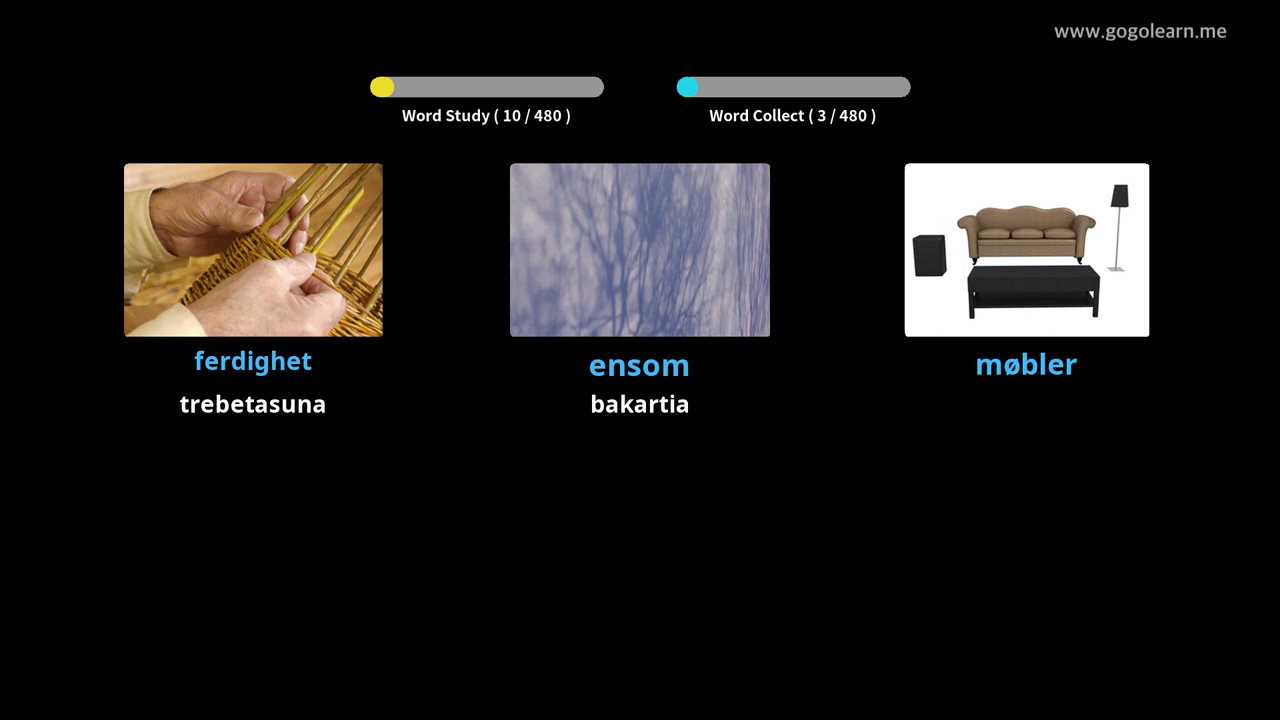 www.gogolearn.me
Word Study ( 10 / 480 )
Word Collect ( 3 / 480 )
ferdighet
ensom
møbler
trebetasuna
bakartia